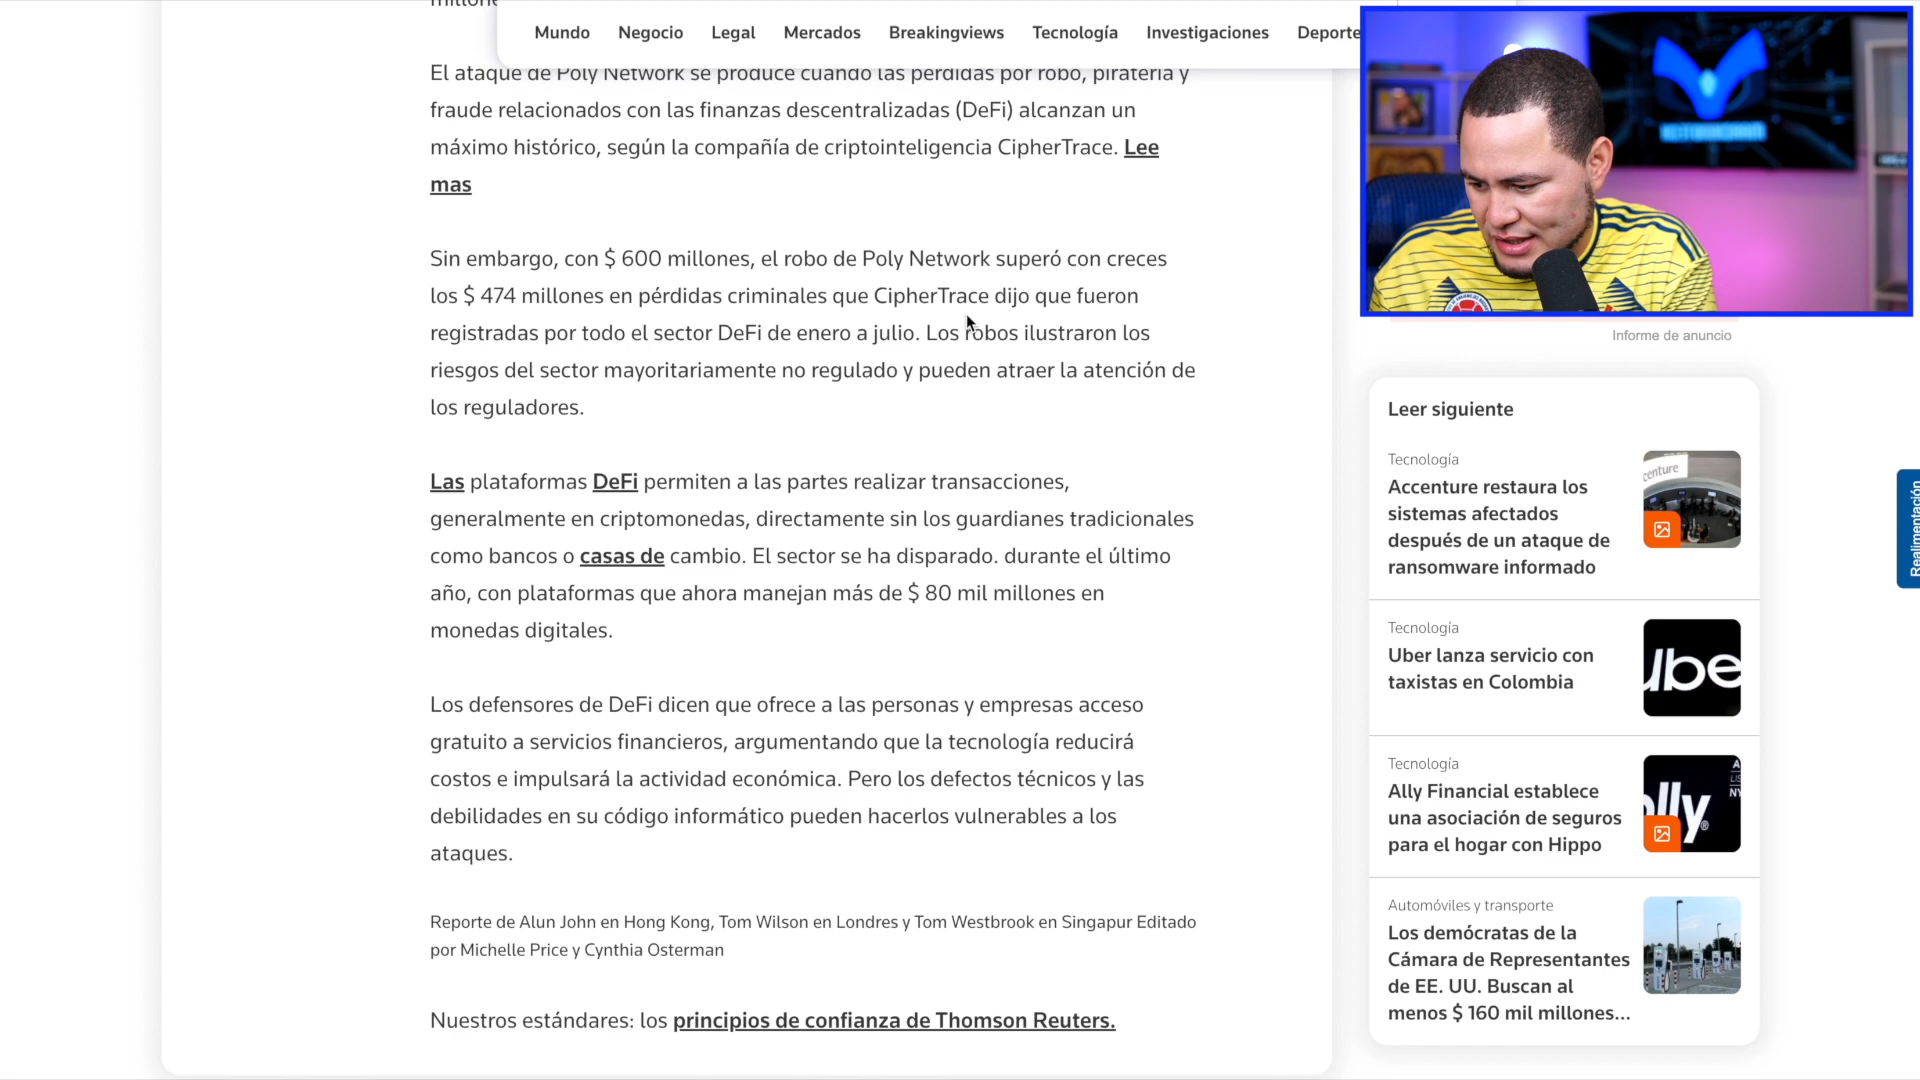 Mundo Negocio Legal Mercados Breakingviews Tecnología Investigaciones Deporte
El ataque de Poly Network se produce cuando las pérdidas por robo, piratería y
fraude relacionados con las finanzas descentralizadas (DeFi) alcanzan un
máximo histórico, según la compañía de criptointeligencia CipherTrace. Lee
mas
Sin embargo, con $ 600 millones, el robo de Poly Network superó con creces
los $ 474 millones en pérdidas criminales que CipherTrace dijo que fueron
registradas por todo el sector DeFi de enero a julio. Los robos ilustraron los
riesgos del sector mayoritariamente no regulado y pueden atraer la atención de
los reguladores.
Las plataformas DeFi permiten a las partes realizar transacciones,
generalmente en criptomonedas, directamente sin los guardianes tradicionales
como bancos o casas de cambio. El sector se ha disparado. durante el último
año, con plataformas que ahora manejan más de $ 80 mil millones en
monedas digitales.
Los defensores de DeFi dicen que ofrece a las personas y empresas acceso
gratuito a servicios financieros, argumentando que la tecnología reducirá
costos e impulsará la actividad económica. Pero los defectos técnicos y las
debilidades en su código informático pueden hacerlos vulnerables a los
ataques.
Reporte de Alun John en Hong Kong, Tom Wilson en Londres y Tom Westbrook en Singapur Editado
por Michelle Price y Cynthia Osterman
Nuestros estándares: los principios de confianza de Thomson Reuters.
Informe de anuncio
Leer siguiente
Tecnología
Accenture restaura los
sistemas afectados
después de un ataque de
ransomware informado
Tecnología
Uber lanza servicio con
taxistas en Colombia
Tecnología
Ally Financial establece
una asociación de seguros
para el hogar con Hippo
Automóviles y transporte
Los demócratas de la
Cámara de Representantes
de EE. UU. Buscan al
menos $ 160 mil millones...
Realimentación